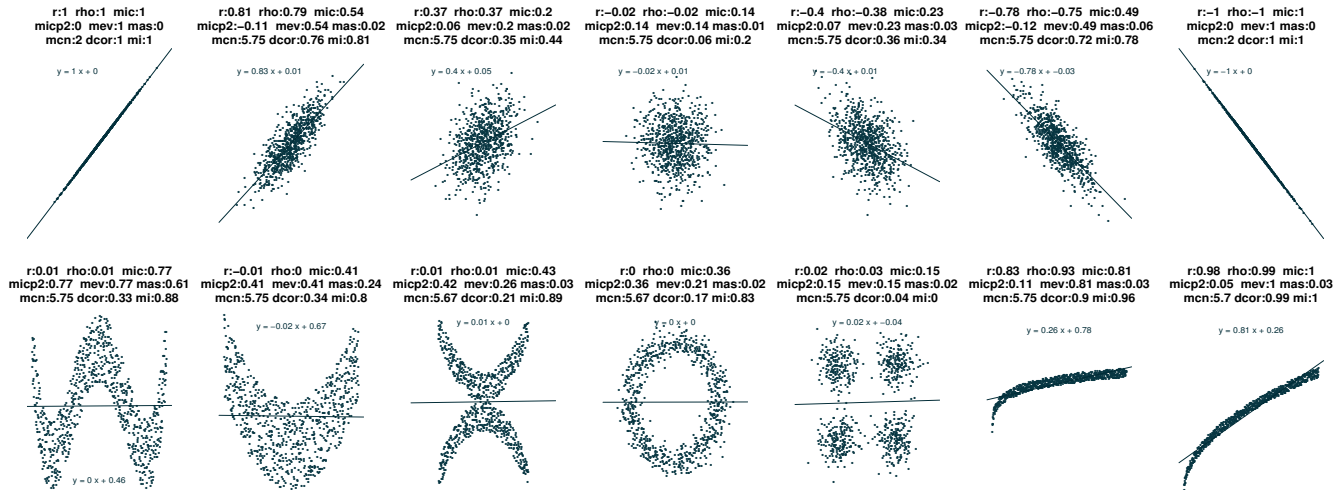 r:1 rho:1 mic:1
micp2:0 mev:1 mas:0
mcn:2 dcor:1 mi:1
y = 1 x + 0
r:0.81 rho:0.79 mic:0.54
micp2:−0.11 mev:0.54 mas:0.02
mcn:5.75 dcor:0.76 mi:0.81
y = 0.83 x + 0.01
r:0.37 rho:0.37 mic:0.2
micp2:0.06 mev:0.2 mas:0.02
mcn:5.75 dcor:0.35 mi:0.44
y = 0.4 x + 0.05
r:−0.02 rho:−0.02 mic:0.14
micp2:0.14 mev:0.14 mas:0.01
mcn:5.75 dcor:0.06 mi:0.2
y = −0.02 x + 0.01
r:−0.4 rho:−0.38 mic:0.23
micp2:0.07 mev:0.23 mas:0.03
mcn:5.75 dcor:0.36 mi:0.34
y = −0.4 x + 0.01
r:−0.78 rho:−0.75 mic:0.49
micp2:−0.12 mev:0.49 mas:0.06
mcn:5.75 dcor:0.72 mi:0.78
y = −0.78 x + −0.03
r:−1 rho:−1 mic:1
micp2:0 mev:1 mas:0
mcn:2 dcor:1 mi:1
y = −1 x + 0
r:0.01 rho:0.01 mic:0.77
micp2:0.77 mev:0.77 mas:0.61
mcn:5.75 dcor:0.33 mi:0.88
y = 0 x + 0.46
r:−0.01 rho:0 mic:0.41
micp2:0.41 mev:0.41 mas:0.24
mcn:5.75 dcor:0.34 mi:0.8
y = −0.02 x + 0.67
r:0.01 rho:0.01 mic:0.43
micp2:0.42 mev:0.26 mas:0.03
mcn:5.67 dcor:0.21 mi:0.89
y = 0.01 x + 0
r:0 rho:0 mic:0.36
micp2:0.36 mev:0.21 mas:0.02
mcn:5.67 dcor:0.17 mi:0.83
y = 0 x + 0
r:0.02 rho:0.03 mic:0.15
micp2:0.15 mev:0.15 mas:0.02
mcn:5.75 dcor:0.04 mi:0
y = 0.02 x + −0.04
r:0.83 rho:0.93 mic:0.81
micp2:0.11 mev:0.81 mas:0.03
mcn:5.75 dcor:0.9 mi:0.96
y = 0.26 x + 0.78
r:0.98 rho:0.99 mic:1
micp2:0.05 mev:1 mas:0.03
mcn:5.7 dcor:0.99 mi:1
y = 0.81 x + 0.26